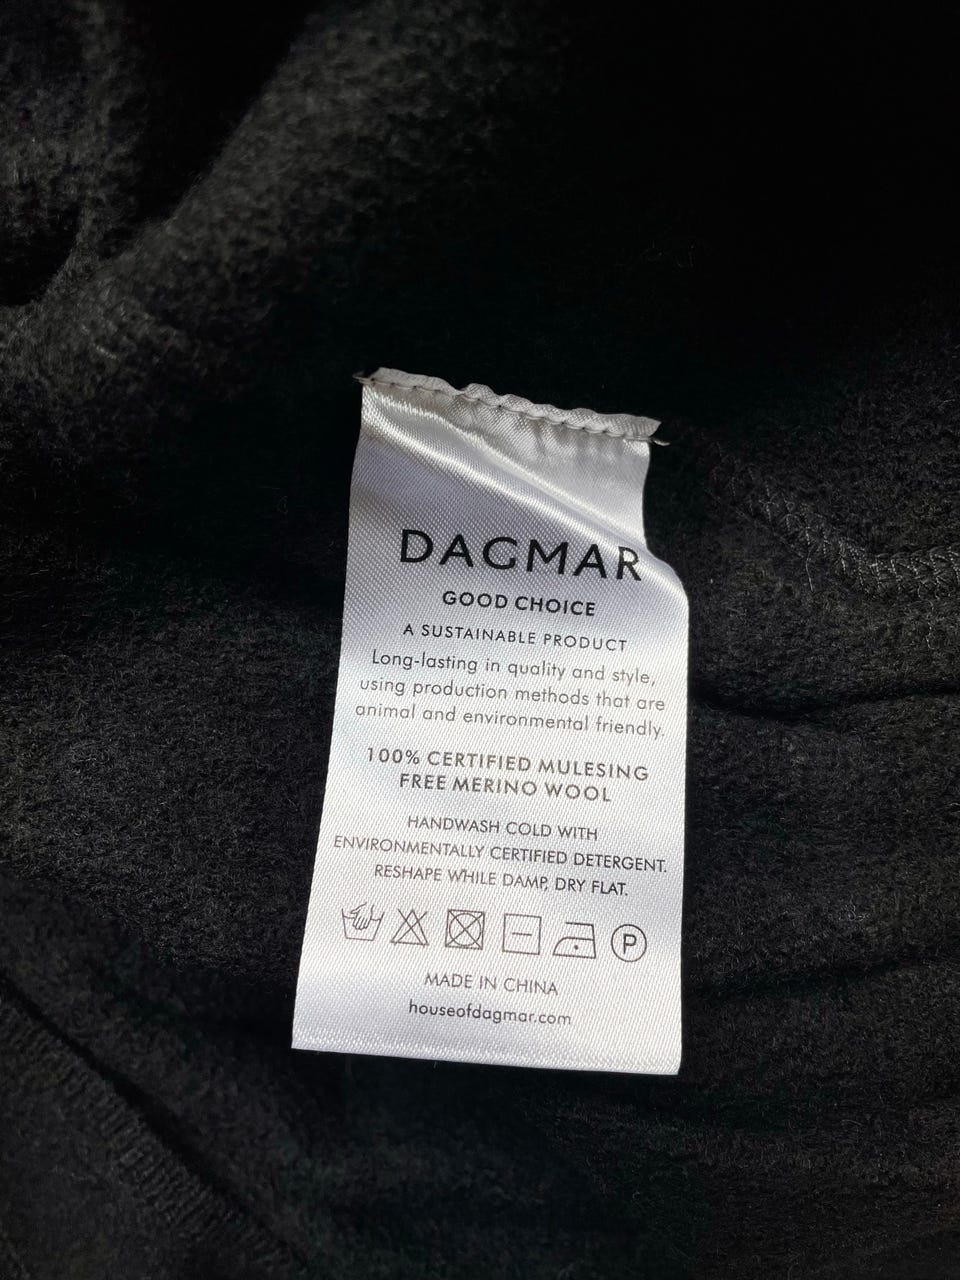 DAGMAR
GOOD CHOICE
A SUSTAINABLE PRODUCT
Long-lasting in quality and style,
using production methods that are
animal and environmental friendly.
100% CERTIFIED MULESING
FREE MERINO WOOL
HANDWASH COLD WITH
ENVIRONMENTALLY CERTIFIED DETERGENT.
RESHAPE WHILE DAMP, DRY FLAT.
P
MADE IN CHINA
houseofdagmar.com